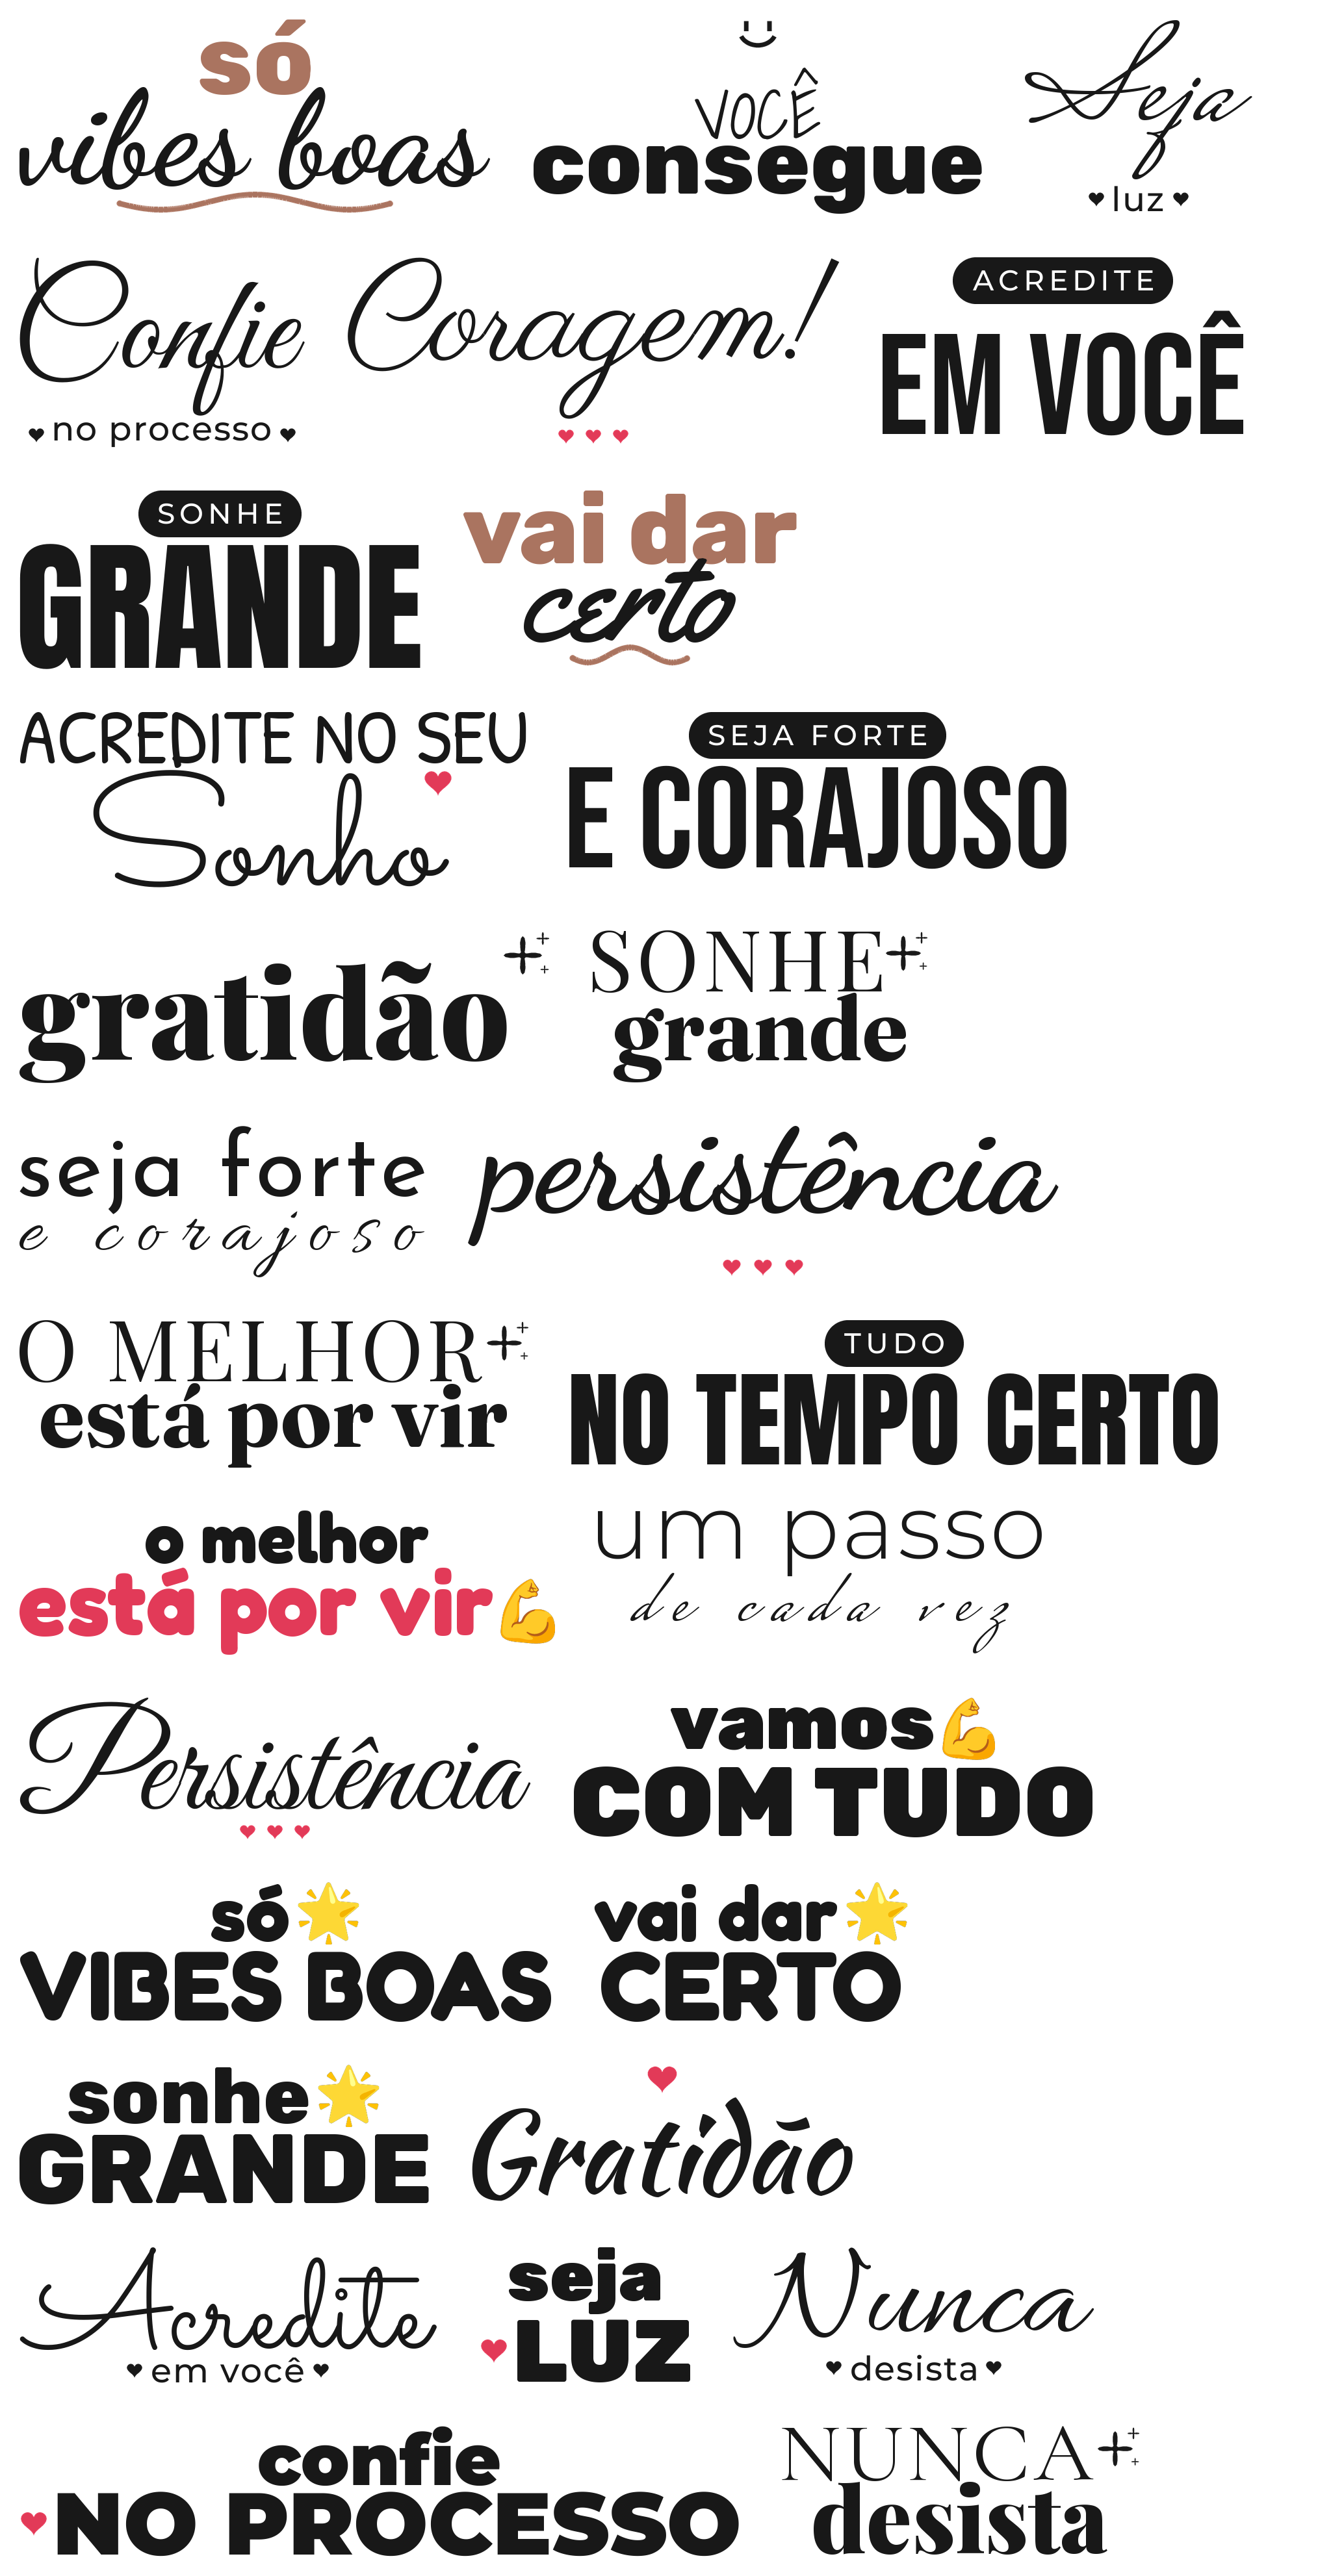 só
vibes boas
VOCÊ
consegue
Seja
luz
Confie
no processo
Coragem!
ACREDITE
EM VOCÊ
SONHE
GRANDE
vai dar
certo
ACREDITE NO SEU
Sonho
SEJA FORTE
E CORAJOSO
gratidão
SONHE
grande
seja forte
e corajoso
persistência
O MELHOR
está por vir
TUDO
NO TEMPO CERTO
o melhor
está por vir
um passo
de cada vez
Persistência
vamos
COM TUDO
só
VIBES BOAS
vai dar
CERTO
sonhe
GRANDE
Gratidão
Acredite
em você
seja
LUZ
Nunca
desista
confie
NO PROCESSO
NUNCA
desista